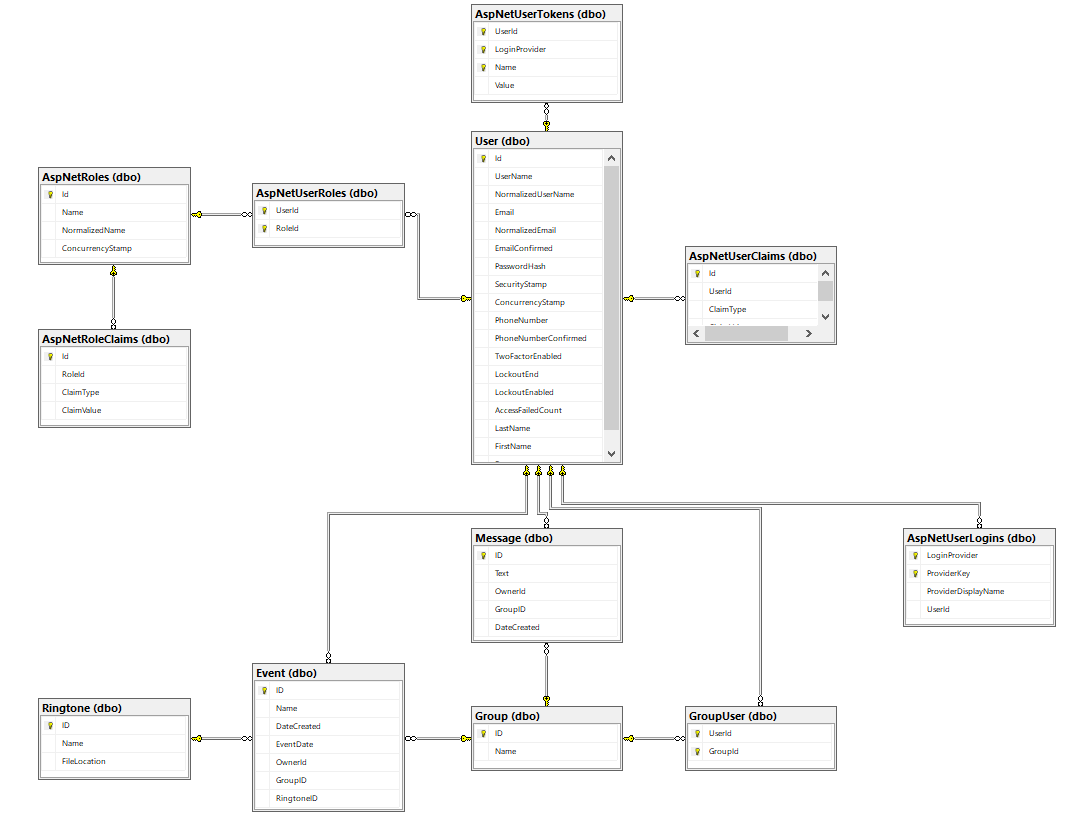 AspNetUserTokens (dbo)
UserId
LoginProvider
Name
Value
User (dbo)
Id
UserName
NormalizedUserName
Email
NormalizedEmail
EmailConfirmed
PasswordHash
SecurityStamp
ConcurrencyStamp
PhoneNumber
PhoneNumberConfirmed
TwoFactorEnabled
LockoutEnd
LockoutEnabled
AccessFailedCount
LastName
FirstName
AspNetRoles (dbo)
Id
Name
NormalizedName
ConcurrencyStamp
AspNetUserRoles (dbo)
UserId
RoleId
AspNetUserClaims (dbo)
Id
UserId
ClaimType
AspNetRoleClaims (dbo)
Id
RoleId
ClaimType
ClaimValue
Message (dbo)
ID
Text
OwnerId
GroupID
DateCreated
AspNetUserLogins (dbo)
LoginProvider
ProviderKey
ProviderDisplayName
UserId
Event (dbo)
ID
Name
DateCreated
EventDate
OwnerId
GroupID
RingtoneID
Ringtone (dbo)
ID
Name
FileLocation
Group (dbo)
ID
Name
GroupUser (dbo)
UserId
GroupId